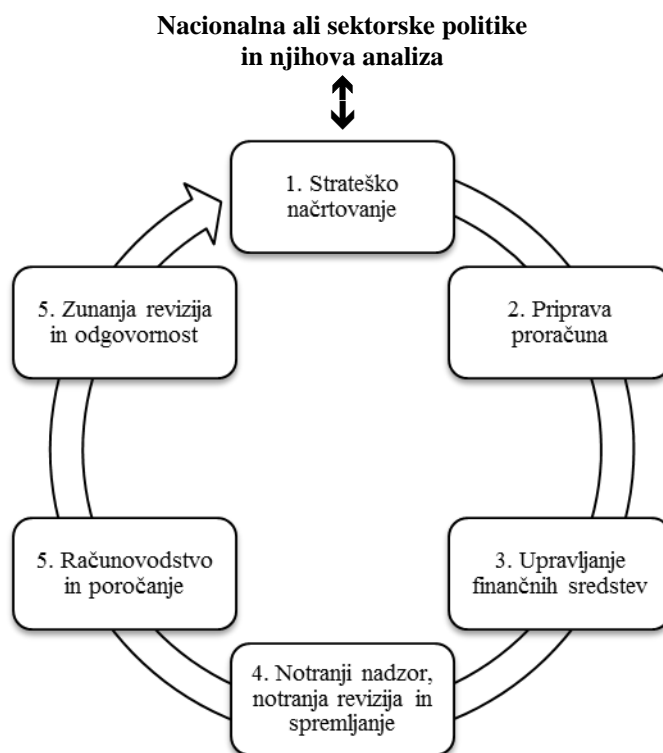 Nacionalna ali sektorske politike
in njihova analiza
1. Strateško
načrtovanje
2. Priprava
proračuna
3. Upravljanje
finančnih sredstev
4. Notranji nadzor,
notranja revizija in
spremljanje
5. Računovodstvo
in poročanje
5. Zunanja revizija
in odgovornost